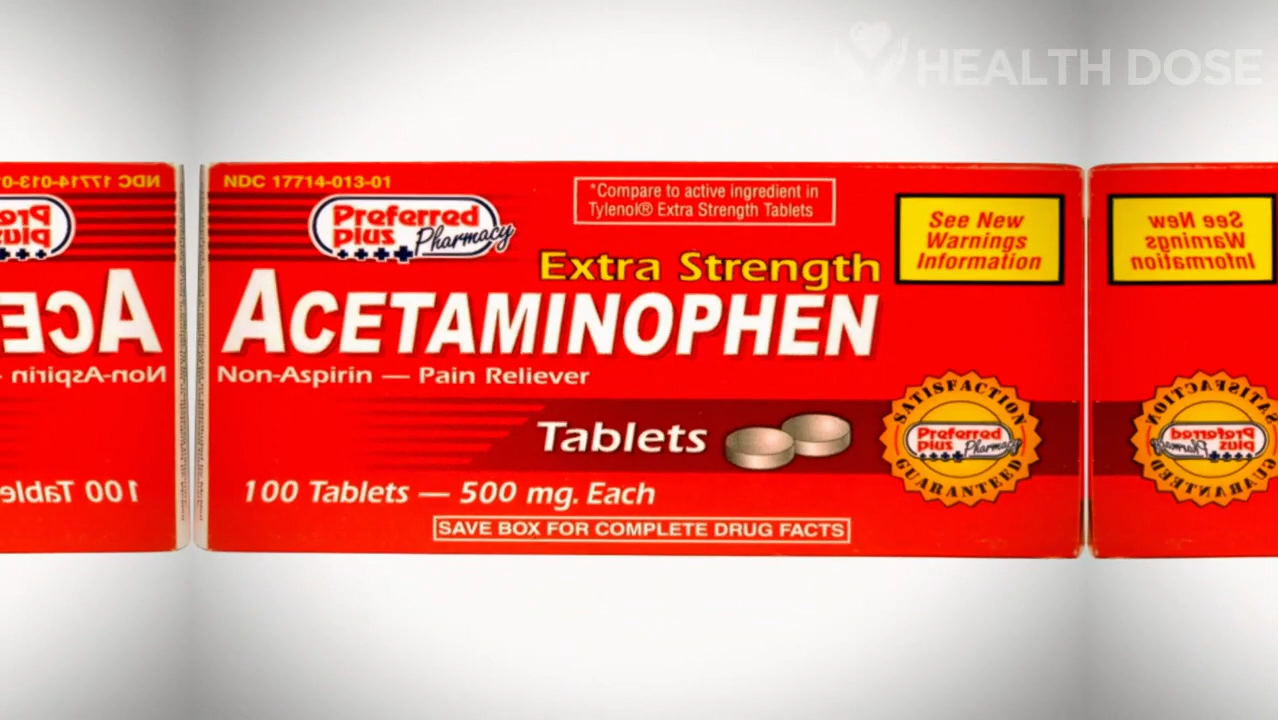 HEALTH DOSE
NDC 17714-013-01
Preferred
plus Pharmacy
*Compare to active ingredient in
Tylenol® Extra Strength Tablets
See New
Warnings
Information
Extra Strength
ACETAMINOPHEN
Non-Aspirin — Pain Reliever
Tablets
SATISFACTION
Preferred
plus Pharmacy
GUARANTEED
100 Tablets — 500 mg. Each
SAVE BOX FOR COMPLETE DRUG FACTS